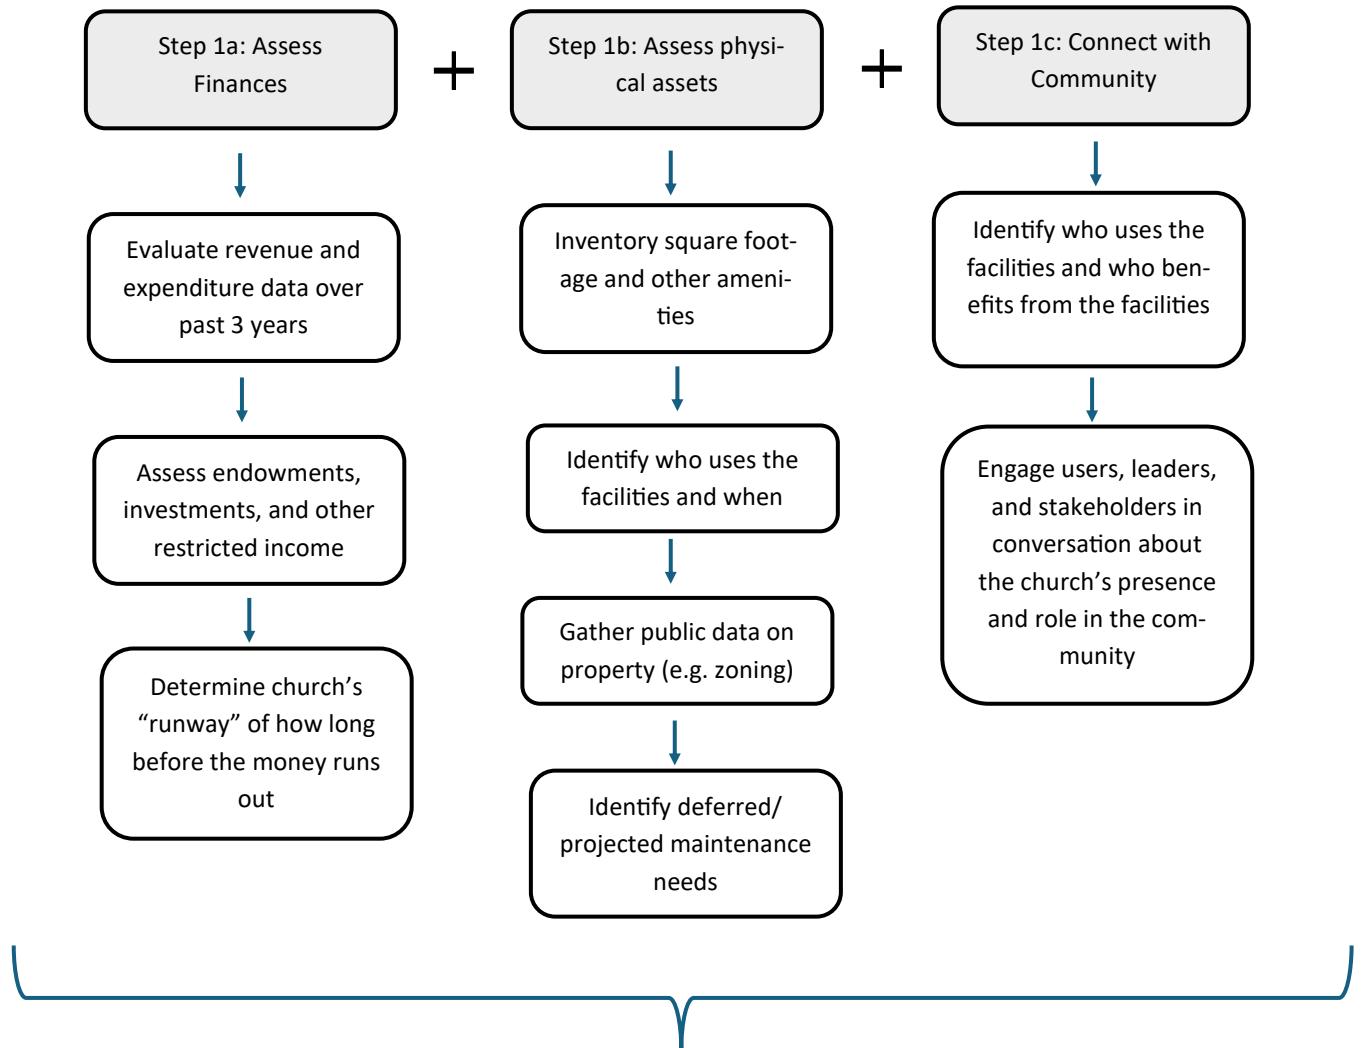 Step 1a: Assess
Finances
+
Step 1b: Assess physi-
cal assets
+
Step 1c: Connect with
Community
Evaluate revenue and
expenditure data over
past 3 years
Assess endowments,
investments, and other
restricted income
Determine church’s
“runway” of how long
before the money runs
out
Inventory square foot-
age and other ameni-
ties
Identify who uses the
facilities and when
Gather public data on
property (e.g. zoning)
Identify deferred/
projected maintenance
needs
Identify who uses the
facilities and who ben-
efits from the facilities
Engage users, leaders,
and stakeholders in
conversation about
the church’s presence
and role in the com-
munity